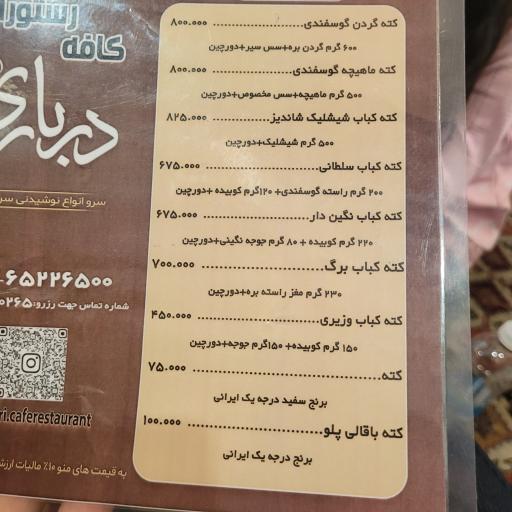 کته گردن گوسفندی ........................ ۸۰۰.۰۰۰
۶۰۰ گرم گردن بره+سس سیر+دورچین
کته ماهیچه گوسفندی ........................ ۸۰۰.۰۰۰
۵۰۰ گرم ماهیچه+سس مخصوص+دورچین
کته کباب شیشلیک شاندیز ........................ ۸۲۵.۰۰۰
۵۰۰ گرم شیشلیک+دورچین
کته کباب سلطانی ........................ ۶۷۵.۰۰۰
۲۰۰ گرم راسته گوسفندی+ ۱۲۰گرم کوبیده +دورچین
کته کباب نگین دار ........................ ۶۷۵.۰۰۰
۲۲۰ گرم کوبیده + ۸۰ گرم جوجه نگینی+دورچین
کته کباب برگ ........................ ۷۰۰.۰۰۰
۲۳۰ گرم مغز راسته بره+دورچین
کته کباب وزیری ........................ ۴۵۰.۰۰۰
۱۵۰ گرم کوبیده+ ۱۵۰گرم جوجه+دورچین
کته ........................ ۷۵.۰۰۰
برنج سفید درجه یک ایرانی
کته باقالی پلو ........................ ۱۰۰.۰۰۰
برنج درجه یک ایرانی
رستوران
کافه
درباری
سرو انواع نوشیدنی
۶۵۲۲۶۵۰۰
شماره تماس جهت رزرو:
ri.caferestaurant
به قیمت های منو ۱۰٪ مالیات